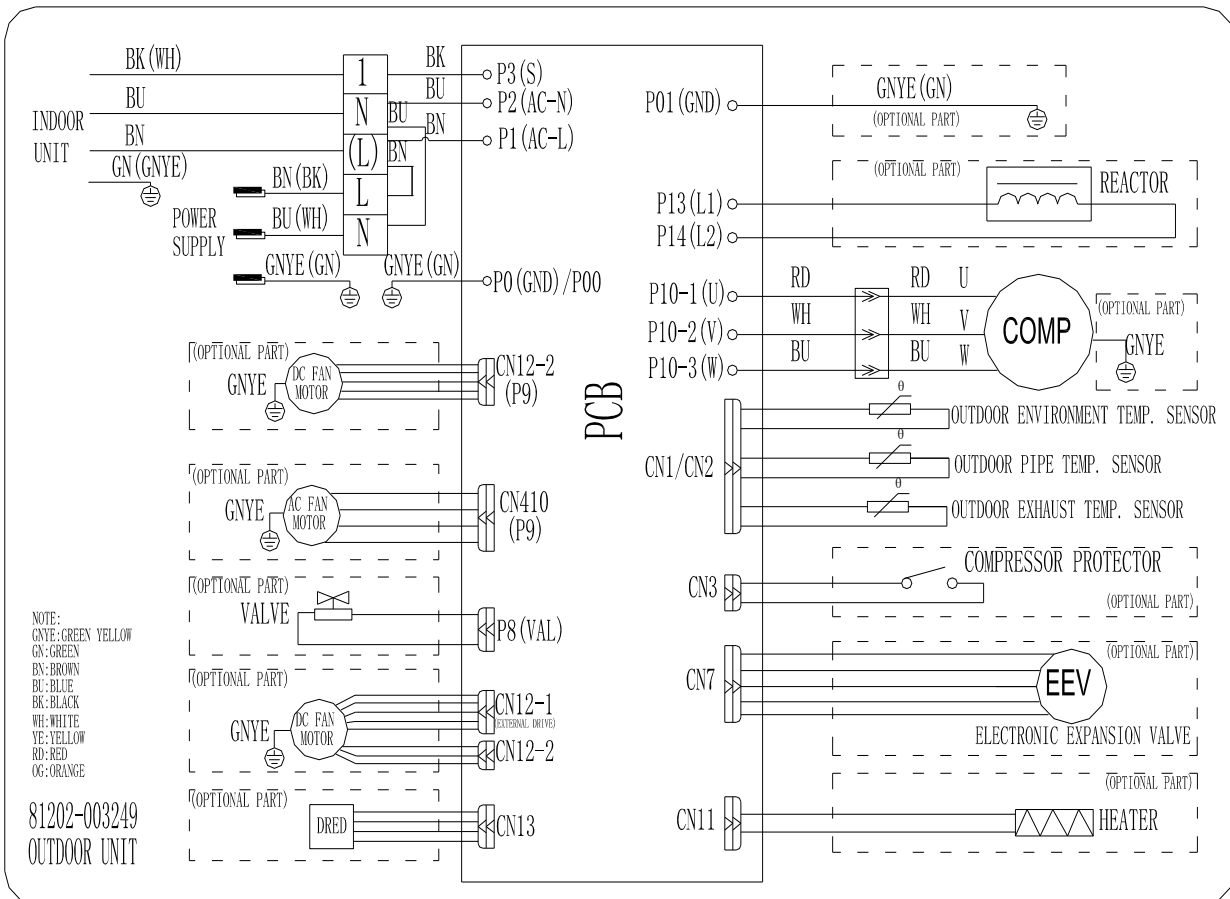 BK(WH)
BU
INDOOR
UNIT
BN
GN(GNYE)
1
N
(L)
L
N
BK
BU
BU
BN
BN
P3(S)
P2(AC-N)
P1(AC-L)
BN(BK)
POWER
SUPPLY
BU(WH)
GNYE(GN)
GNYE(GN)
P0(GND)/P00
(OPTIONAL PART)
DC FAN
MOTOR
GNYE
CN12-2
(P9)
(OPTIONAL PART)
AC FAN
MOTOR
GNYE
CN410
(P9)
(OPTIONAL PART)
VALVE
P8(VAL)
(OPTIONAL PART)
DC FAN
MOTOR
GNYE
CN12-1
(EXTERNAL DRIVE)
CN12-2
(OPTIONAL PART)
DRED
CN13
NOTE:
GNYE:GREEN YELLOW
GN:GREEN
BN:BROWN
BU:BLUE
BK:BLACK
WH:WHITE
YE:YELLOW
RD:RED
OG:ORANGE
81202-003249
OUTDOOR UNIT
PCB
P01(GND)
GNYE(GN)
(OPTIONAL PART)
(OPTIONAL PART)
REACTOR
P13(L1)
P14(L2)
P10-1(U)
RD
RD
U
P10-2(V)
WH
WH
V
P10-3(W)
BU
BU
W
COMP
(OPTIONAL PART)
GNYE
CN1/CN2
θ
OUTDOOR ENVIRONMENT TEMP. SENSOR
θ
OUTDOOR PIPE TEMP. SENSOR
θ
OUTDOOR EXHAUST TEMP. SENSOR
CN3
COMPRESSOR PROTECTOR
(OPTIONAL PART)
CN7
(OPTIONAL PART)
EEV
ELECTRONIC EXPANSION VALVE
(OPTIONAL PART)
CN11
HEATER